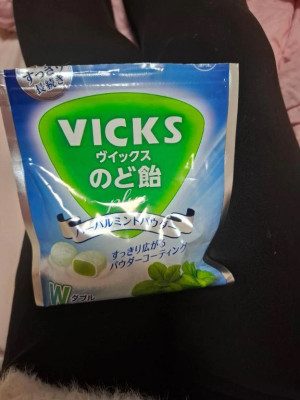 すっきり
長続き
VICKS
ヴイックス
のど飴
plus
ハーバルミントパウダー
すっきり広がる
パウダーコーティング
W
ダブル